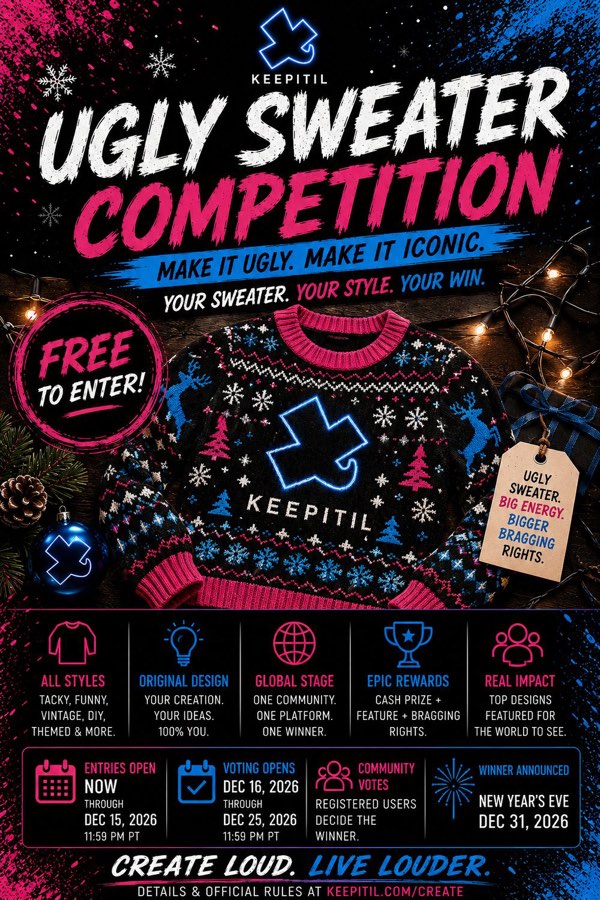 KEEPITIL
UGLY SWEATER
COMPETITION
MAKE IT UGLY. MAKE IT ICONIC.
YOUR SWEATER. YOUR STYLE. YOUR WIN.
FREE
TO ENTER!
KEEPITIL
UGLY
SWEATER.
BIG ENERGY.
BIGGER
BRAGGING
RIGHTS.
ALL STYLES
TACKY, FUNNY,
VINTAGE, DIY,
THEMED & MORE.
ORIGINAL DESIGN
YOUR CREATION.
YOUR IDEAS.
100% YOU.
GLOBAL STAGE
ONE COMMUNITY.
ONE PLATFORM.
ONE WINNER.
EPIC REWARDS
CASH PRIZE +
FEATURE + BRAGGING
RIGHTS.
REAL IMPACT
TOP DESIGNS
FEATURED FOR
THE WORLD TO SEE.
ENTRIES OPEN
NOW
THROUGH
DEC 15, 2026
11:59 PM PT
VOTING OPENS
DEC 16, 2026
THROUGH
DEC 25, 2026
11:59 PM PT
COMMUNITY
VOTES
REGISTERED USERS
DECIDE THE
WINNER.
WINNER ANNOUNCED
NEW YEAR'S EVE
DEC 31, 2026
CREATE LOUD. LIVE LOUDER.
DETAILS & OFFICIAL RULES AT KEEPITIL.COM/CREATE